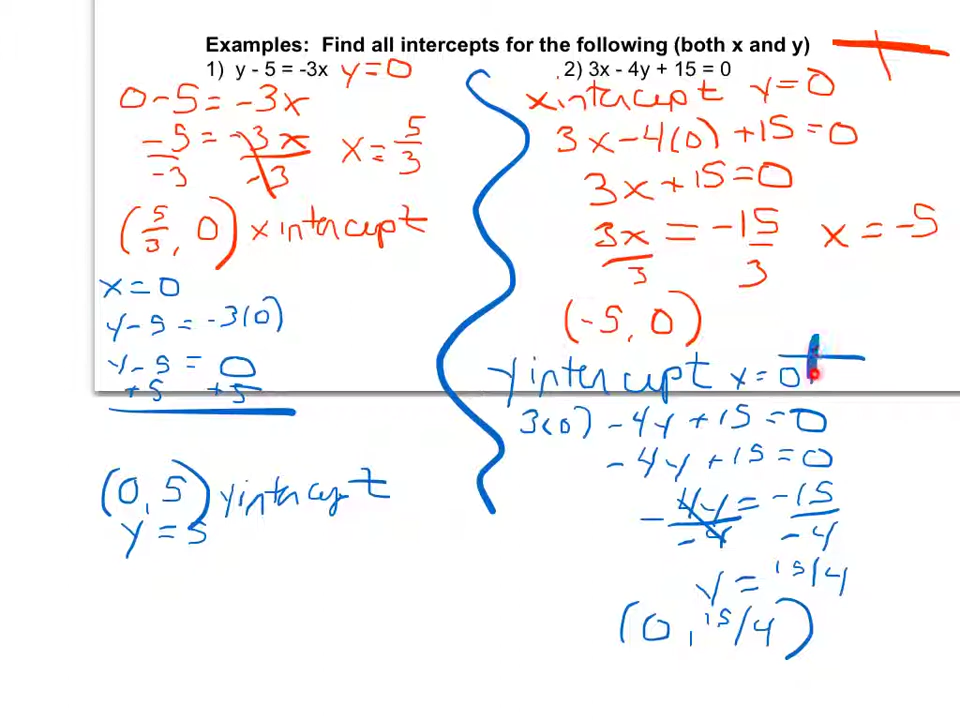 Examples: Find all intercepts for the following (both x and y)
1) y - 5 = -3x y=0
0-5=-3x
-5 = -3x
-3 -3
x= 5/3
(5/3, 0) x intercept
x=0
y-5 = -3(0)
y-5 = 0
+5 +5
(0, 5) y intercept
y = 5
2) 3x - 4y + 15 = 0
x intercept y=0
3x-4(0) +15=0
3x+15=0
3x = -15
3 3
x = -5
(-5, 0)
y intercept x=0
3(0) -4y +15 =0
-4y +15=0
-4y = -15
-4 -4
y = 15/4
(0, 15/4)